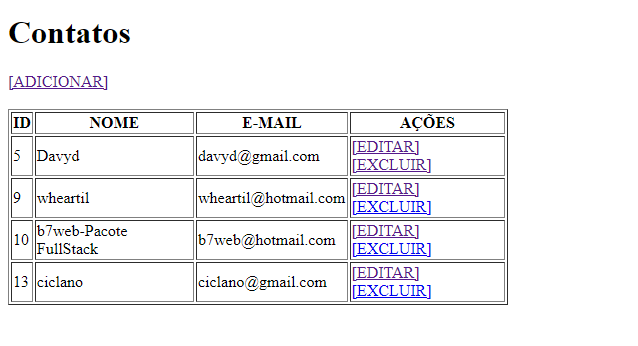 Contatos
[ADICIONAR]
ID NOME E-MAIL AÇÕES
5 Davyd davyd@gmail.com [EDITAR]
[EXCLUIR]
9 wheartil wheartil@hotmail.com [EDITAR]
[EXCLUIR]
10 b7web-Pacote
FullStack b7web@hotmail.com [EDITAR]
[EXCLUIR]
13 ciclano ciclano@gmail.com [EDITAR]
[EXCLUIR]